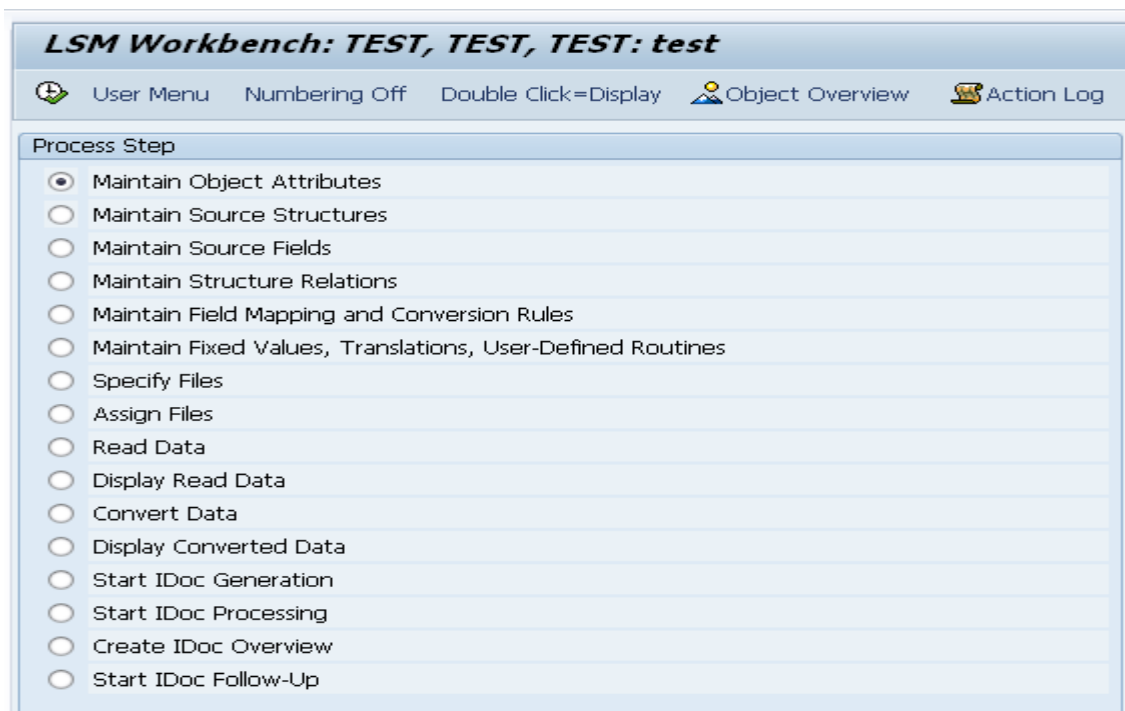 LSM Workbench: TEST, TEST, TEST: test
User Menu Numbering Off Double Click=Display Object Overview Action Log
Process Step
Maintain Object Attributes
Maintain Source Structures
Maintain Source Fields
Maintain Structure Relations
Maintain Field Mapping and Conversion Rules
Maintain Fixed Values, Translations, User-Defined Routines
Specify Files
Assign Files
Read Data
Display Read Data
Convert Data
Display Converted Data
Start IDoc Generation
Start IDoc Processing
Create IDoc Overview
Start IDoc Follow-Up